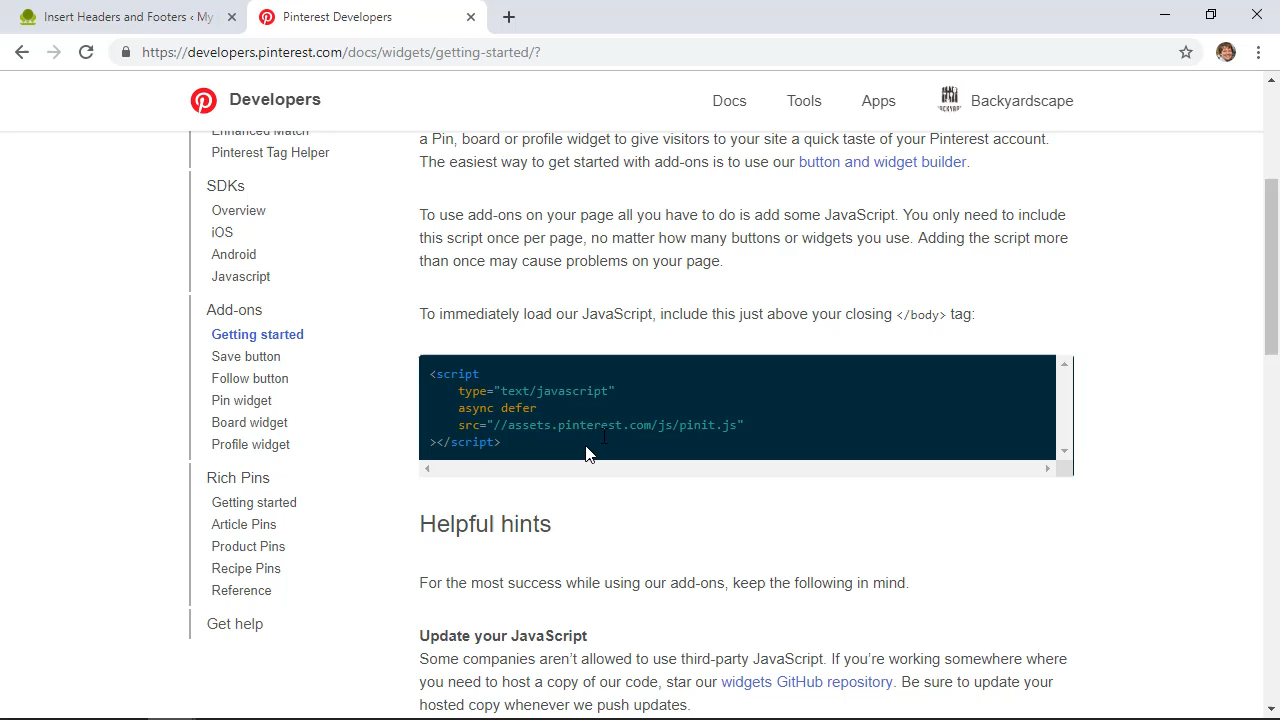 Insert Headers and Footers ‹ My
Pinterest Developers
https://developers.pinterest.com/docs/widgets/getting-started/?
Developers
Docs
Tools
Apps
Backyardscape
Enhanced Match
Pinterest Tag Helper
SDKs
Overview
iOS
Android
Javascript
Add-ons
Getting started
Save button
Follow button
Pin widget
Board widget
Profile widget
Rich Pins
Getting started
Article Pins
Product Pins
Recipe Pins
Reference
Get help
a Pin, board or profile widget to give visitors to your site a quick taste of your Pinterest account.
The easiest way to get started with add-ons is to use our button and widget builder.
To use add-ons on your page all you have to do is add some JavaScript. You only need to include
this script once per page, no matter how many buttons or widgets you use. Adding the script more
than once may cause problems on your page.
To immediately load our JavaScript, include this just above your closing </body> tag:
<script
type="text/javascript"
async defer
src="//assets.pinterest.com/js/pinit.js"
></script>
Helpful hints
For the most success while using our add-ons, keep the following in mind.
Update your JavaScript
Some companies aren't allowed to use third-party JavaScript. If you're working somewhere where
you need to host a copy of our code, star our widgets GitHub repository. Be sure to update your
hosted copy whenever we push updates.